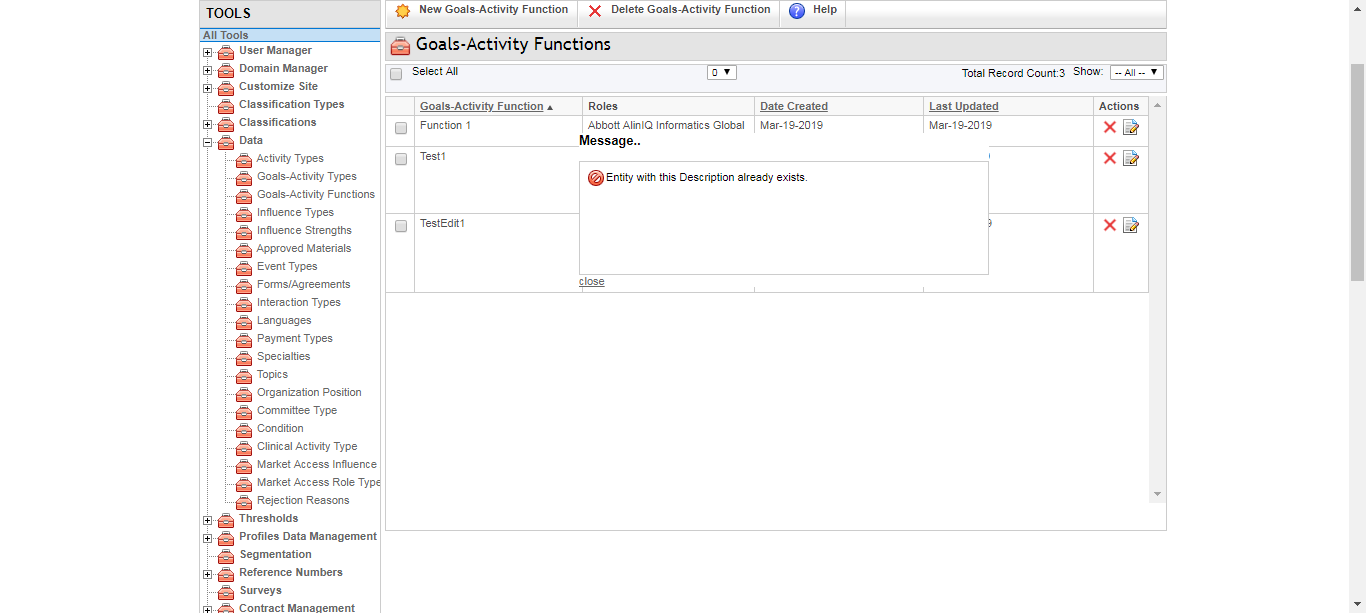 TOOLS
All Tools
User Manager
Domain Manager
Customize Site
Classification Types
Classifications
Data
Activity Types
Goals-Activity Types
Goals-Activity Functions
Influence Types
Influence Strengths
Approved Materials
Event Types
Forms/Agreements
Interaction Types
Languages
Payment Types
Specialties
Topics
Organization Position
Committee Type
Condition
Clinical Activity Type
Market Access Influence
Market Access Role Type
Rejection Reasons
Thresholds
Profiles Data Management
Segmentation
Reference Numbers
Surveys
Contract Management
New Goals-Activity Function Delete Goals-Activity Function Help
Goals-Activity Functions
Select All 0 Total Record Count:3 Show: -- All --
Goals-Activity Function Roles Date Created Last Updated Actions
Function 1 Abbott AlinIQ Informatics Global Mar-19-2019 Mar-19-2019
Message..
Test1
Entity with this Description already exists.
TestEdit1
close